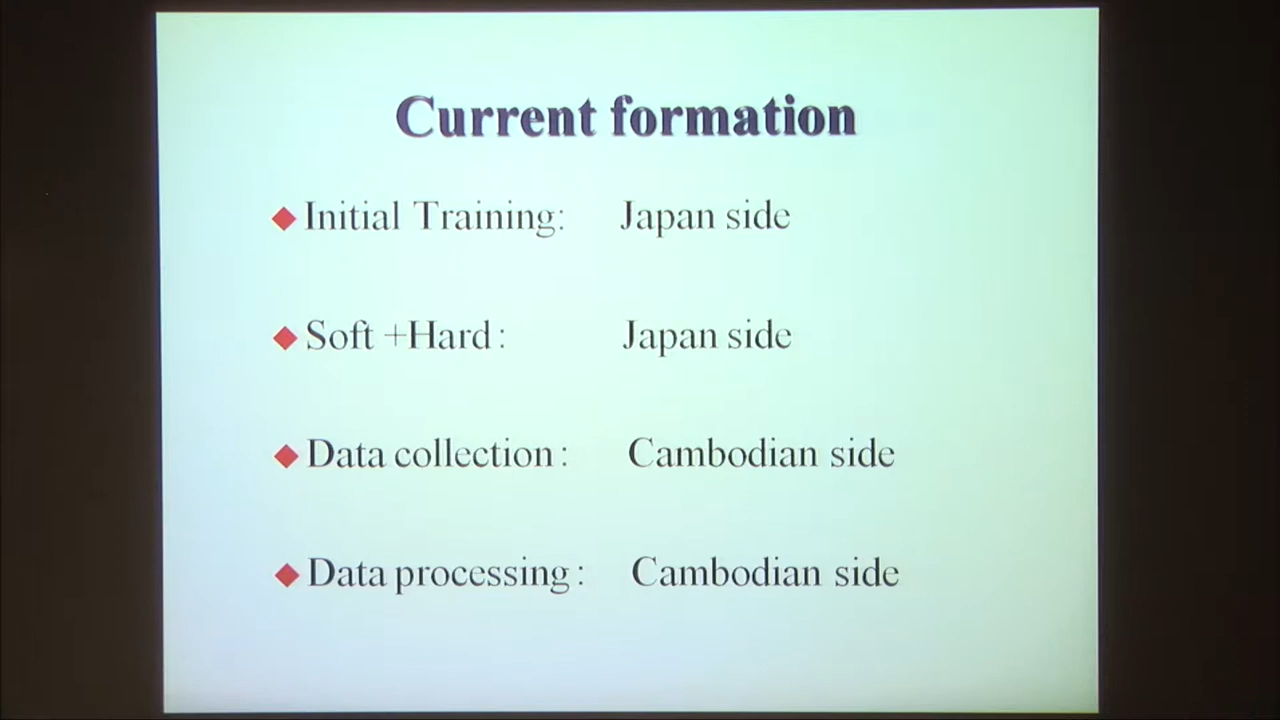 Current formation
Initial Training: Japan side
Soft +Hard : Japan side
Data collection : Cambodian side
Data processing : Cambodian side